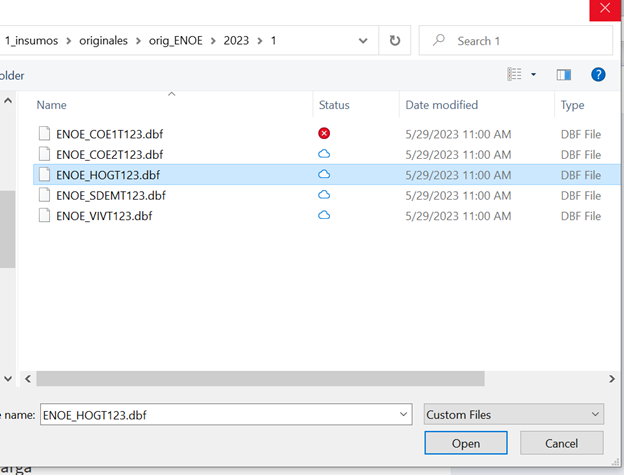 1_insumos > originales > orig_ENOE > 2023 > 1 Search 1
older
Name Status Date modified Type
ENOE_COE1T123.dbf 5/29/2023 11:00 AM DBF File
ENOE_COE2T123.dbf 5/29/2023 11:00 AM DBF File
ENOE_HOGT123.dbf 5/29/2023 11:00 AM DBF File
ENOE_SDEMT123.dbf 5/29/2023 11:00 AM DBF File
ENOE_VIVT123.dbf 5/29/2023 11:00 AM DBF File
e name: ENOE_HOGT123.dbf Custom Files
Open Cancel
arga